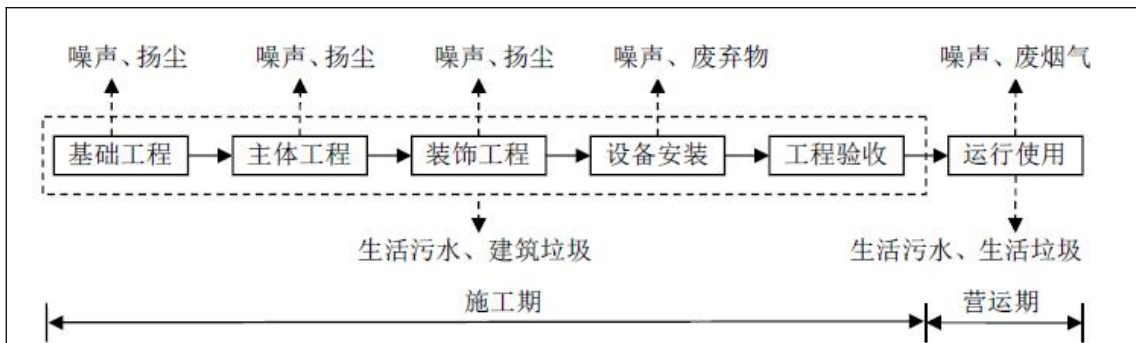 噪声、扬尘 噪声、扬尘 噪声、扬尘 噪声、废弃物 噪声、废烟气
基础工程 主体工程 装饰工程 设备安装 工程验收 运行使用
生活污水、建筑垃圾 生活污水、生活垃圾
施工期 营运期